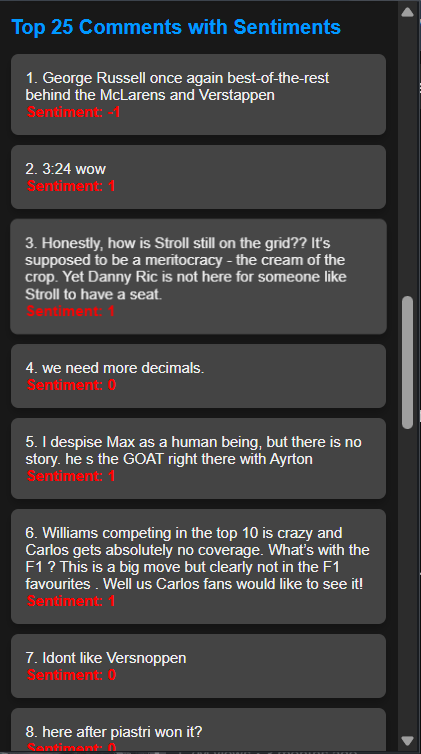 Top 25 Comments with Sentiments
1. George Russell once again best-of-the-rest
behind the McLarens and Verstappen
Sentiment: -1
2. 3:24 wow
Sentiment: 1
3. Honestly, how is Stroll still on the grid?? It's
supposed to be a meritocracy - the cream of the
crop. Yet Danny Ric is not here for someone like
Stroll to have a seat.
Sentiment: 1
4. we need more decimals.
Sentiment: 0
5. I despise Max as a human being, but there is no
story. he s the GOAT right there with Ayrton
Sentiment: 1
6. Williams competing in the top 10 is crazy and
Carlos gets absolutely no coverage. What's with the
F1 ? This is a big move but clearly not in the F1
favourites . Well us Carlos fans would like to see it!
Sentiment: 1
7. Idont like Versnoppen
Sentiment: 0
8. here after piastri won it?
Sentiment: 0